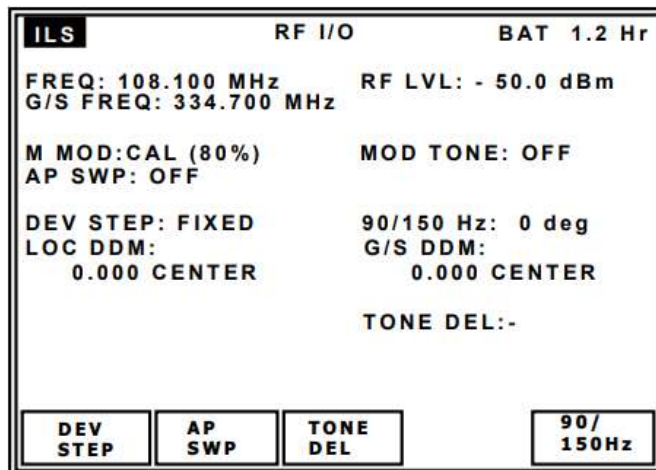 ILS RF I/O BAT 1.2 Hr
FREQ: 108.100 MHz RF LVL: - 50.0 dBm
G/S FREQ: 334.700 MHz
M MOD:CAL (80%) MOD TONE: OFF
AP SWP: OFF
DEV STEP: FIXED 90/150 Hz: 0 deg
LOC DDM: G/S DDM:
0.000 CENTER 0.000 CENTER
TONE DEL:-
DEV AP TONE 90/
STEP SWP DEL 150Hz